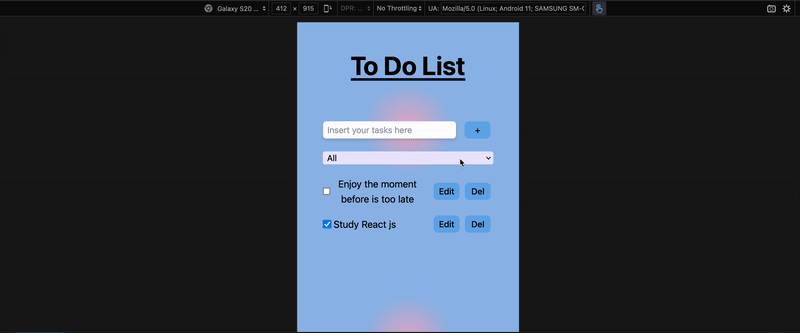 Galaxy S20 ... 412 × 915 DPR: ... No Throttling UA: Mozilla/5.0 (Linux; Android 11; SAMSUNG SM-G
To Do List
Insert your tasks here +
All
Enjoy the moment
before is too late
Edit Del
Study React js Edit Del